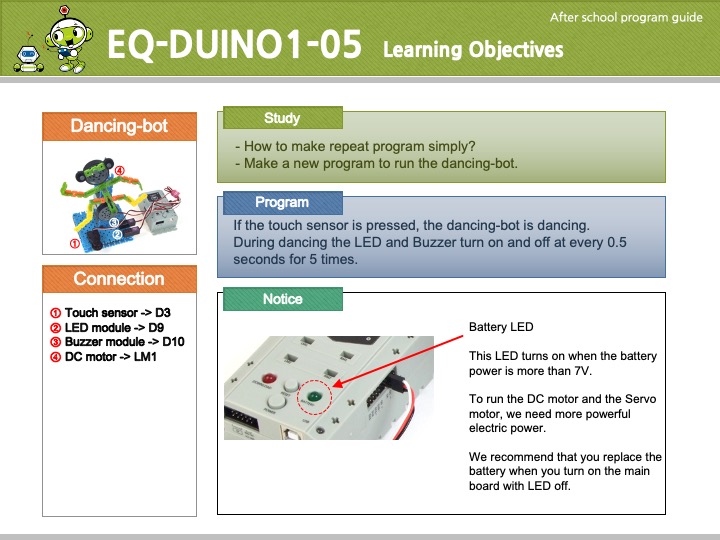 After school program guide
EQ-DUINO1-05 Learning Objectives
Dancing-bot
④
③
②
①
Connection
① Touch sensor -> D3
② LED module -> D9
③ Buzzer module -> D10
④ DC motor -> LM1
Study
- How to make repeat program simply?
- Make a new program to run the dancing-bot.
Program
If the touch sensor is pressed, the dancing-bot is dancing.
During dancing the LED and Buzzer turn on and off at every 0.5
seconds for 5 times.
Notice
Battery LED
This LED turns on when the battery
power is more than 7V.
To run the DC motor and the Servo
motor, we need more powerful
electric power.
We recommend that you replace the
battery when you turn on the main
board with LED off.